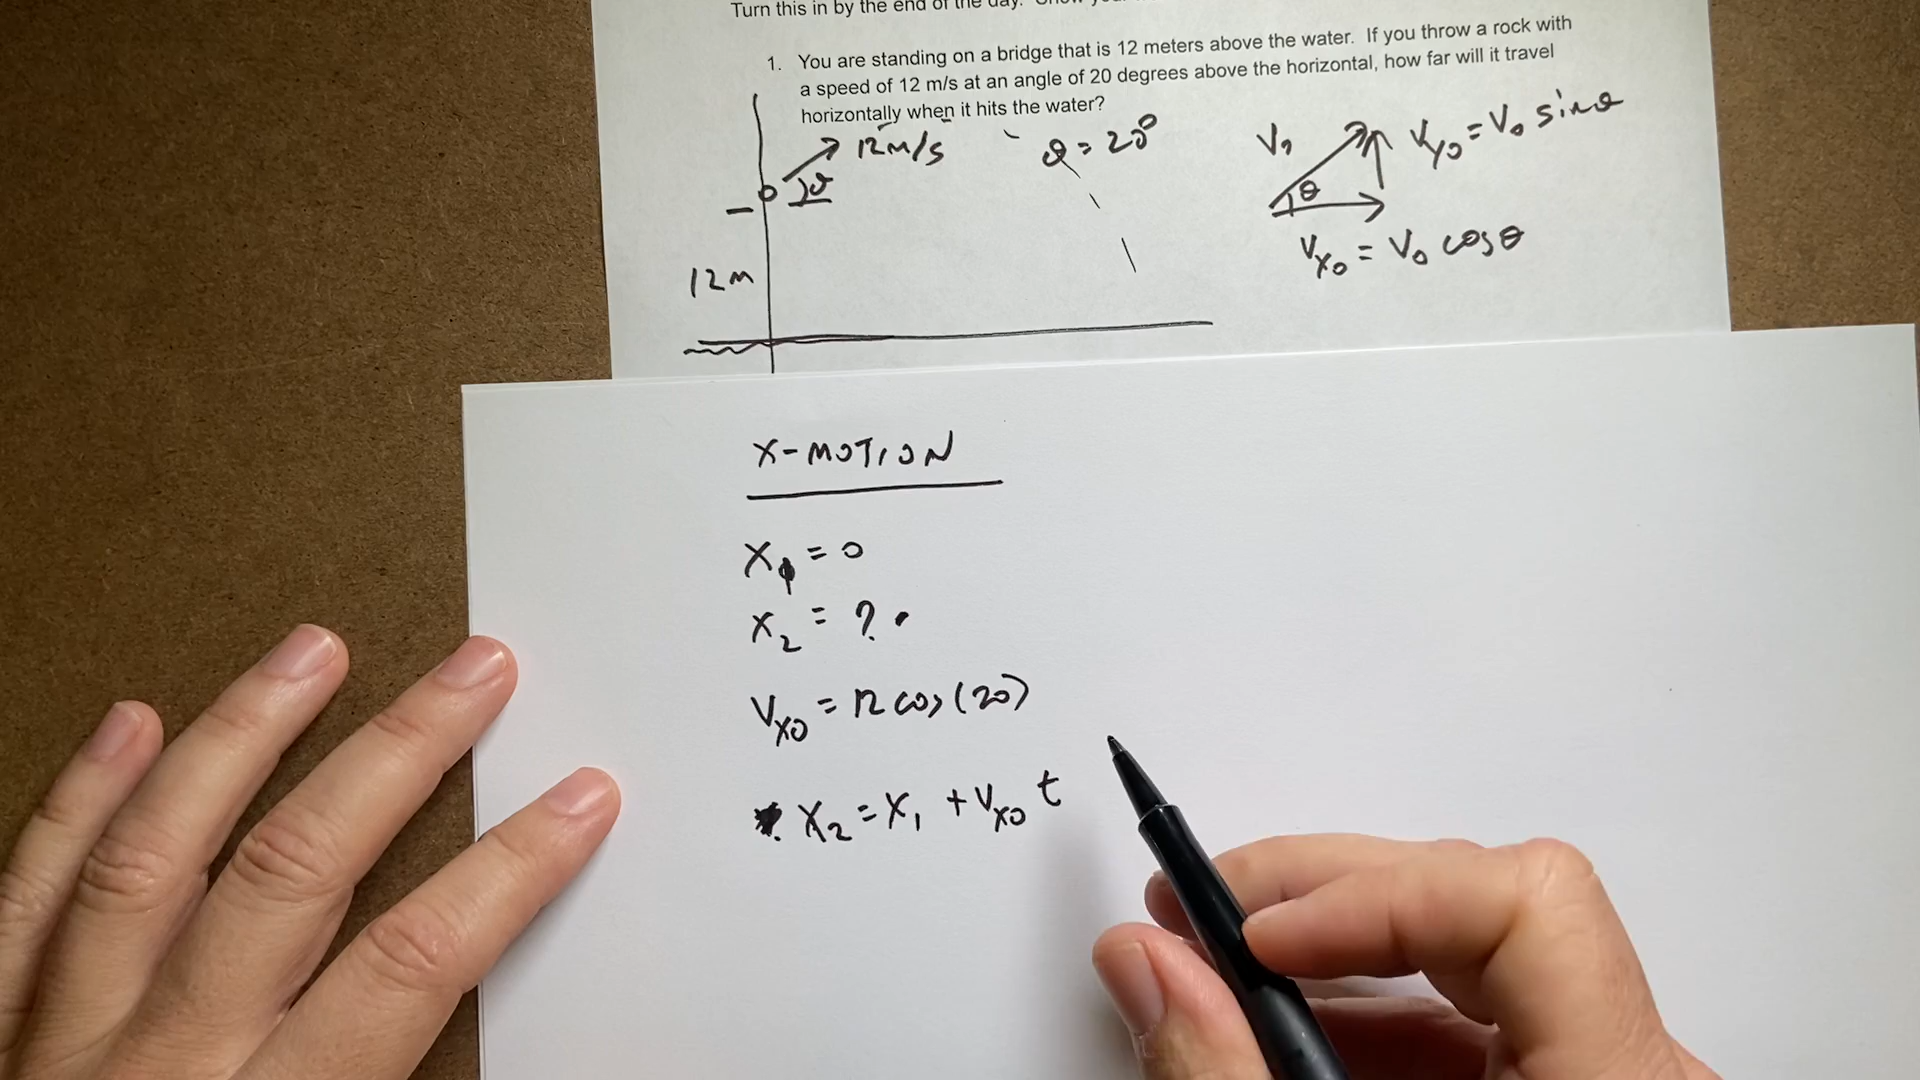 Turn this in by the end of the day. Show
1. You are standing on a bridge that is 12 meters above the water. If you throw a rock with
a speed of 12 m/s at an angle of 20 degrees above the horizontal, how far will it travel
horizontally when it hits the water?
12m/s
θ = 20°
θ
12m
V₀
θ
Vy₀ = V₀ sinθ
Vx₀ = V₀ cosθ
X-MOTION
X₁ = 0
X₂ = ?
Vx₀ = 12 cos(20)
X₂ = X₁ + Vx₀ t